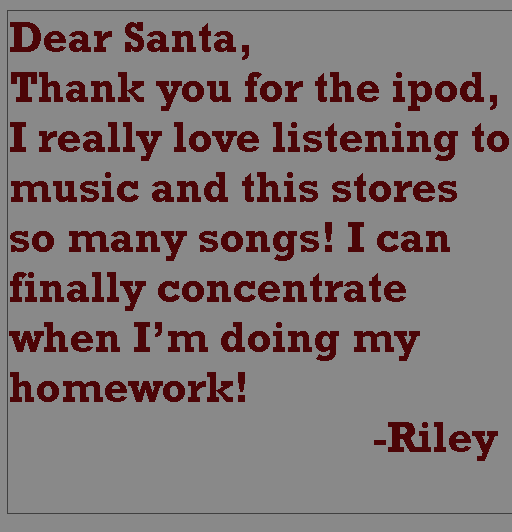 Dear Santa,
Thank you for the ipod,
I really love listening to
music and this stores
so many songs! I can
finally concentrate
when I’m doing my
homework!
-Riley